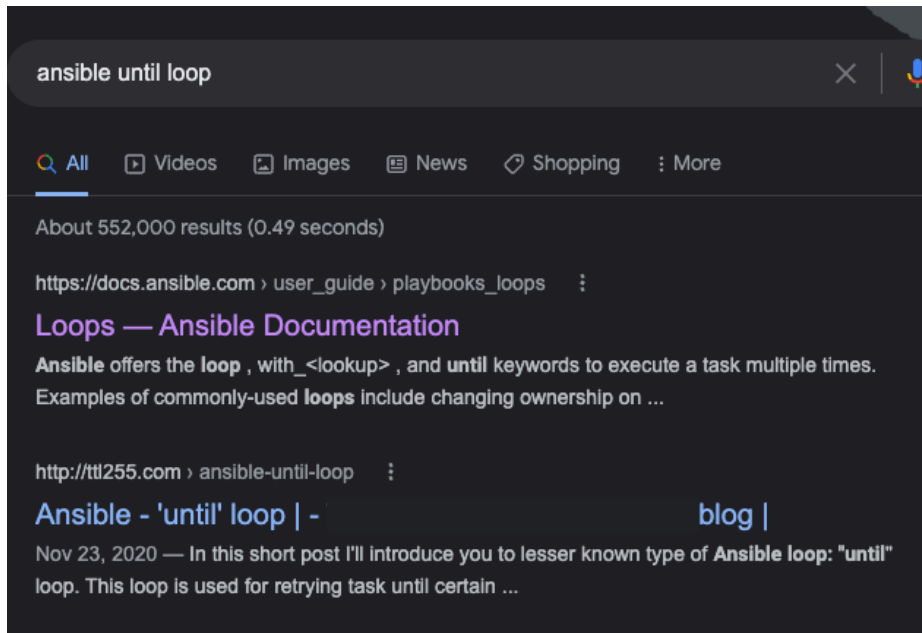 ansible until loop
All Videos Images News Shopping More
About 552,000 results (0.49 seconds)
https://docs.ansible.com › user_guide › playbooks_loops
Loops — Ansible Documentation
Ansible offers the loop , with_<lookup> , and until keywords to execute a task multiple times.
Examples of commonly-used loops include changing ownership on ...
http://ttl255.com › ansible-until-loop
Ansible - 'until' loop | - blog |
Nov 23, 2020 — In this short post I'll introduce you to lesser known type of Ansible loop: "until"
loop. This loop is used for retrying task until certain ...